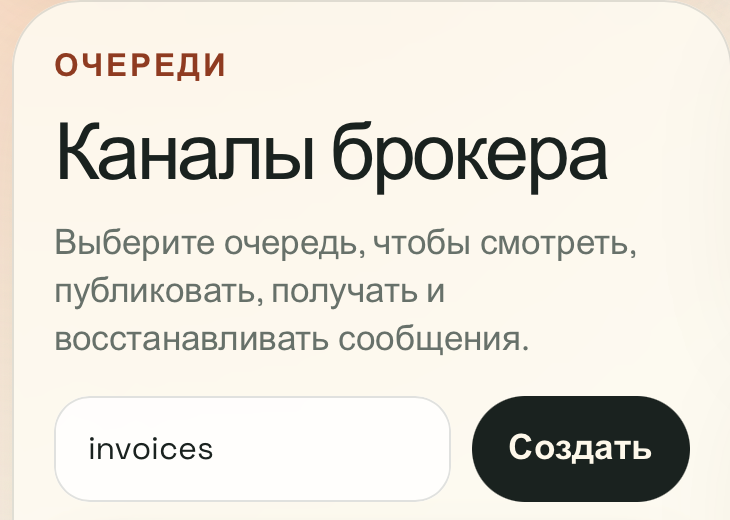 ОЧЕРЕДИ
Каналы брокера
Выберите очередь, чтобы смотреть,
публиковать, получать и
восстанавливать сообщения.
invoices
Создать